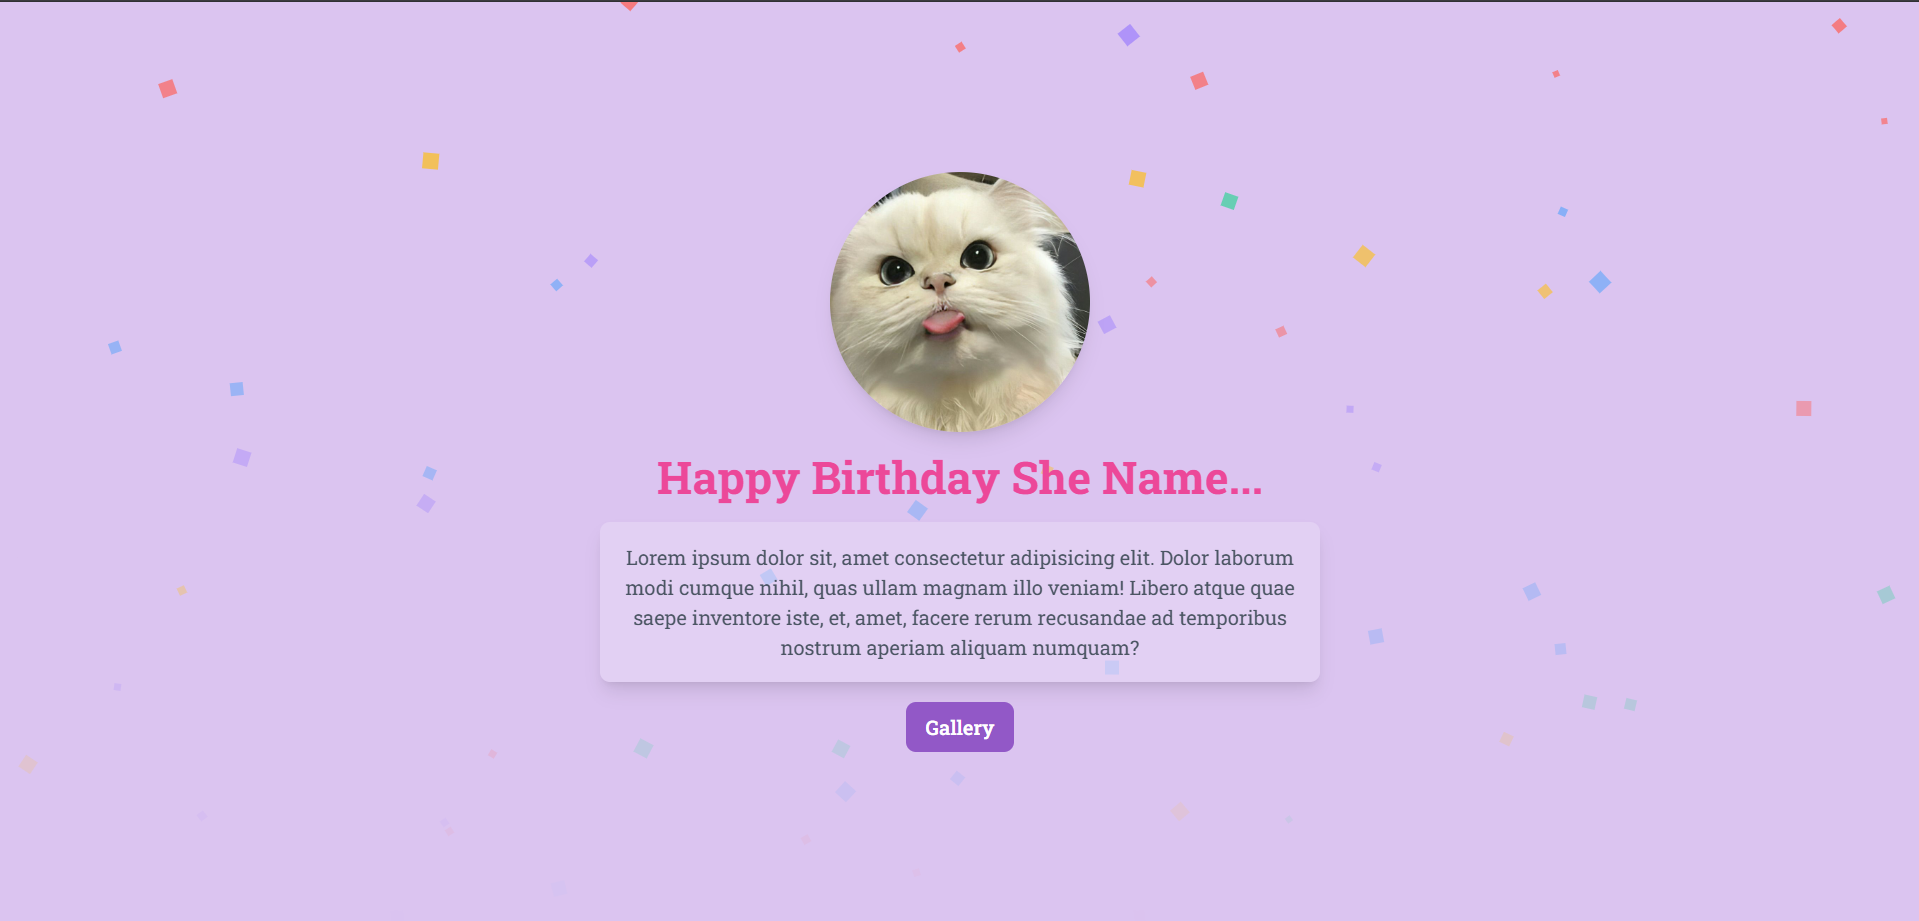 Happy Birthday She Name...
Lorem ipsum dolor sit, amet consectetur adipisicing elit. Dolor laborum
modi cumque nihil, quas ullam magnam illo veniam! Libero atque quae
saepe inventore iste, et, amet, facere rerum recusandae ad temporibus
nostrum aperiam aliquam numquam?
Gallery